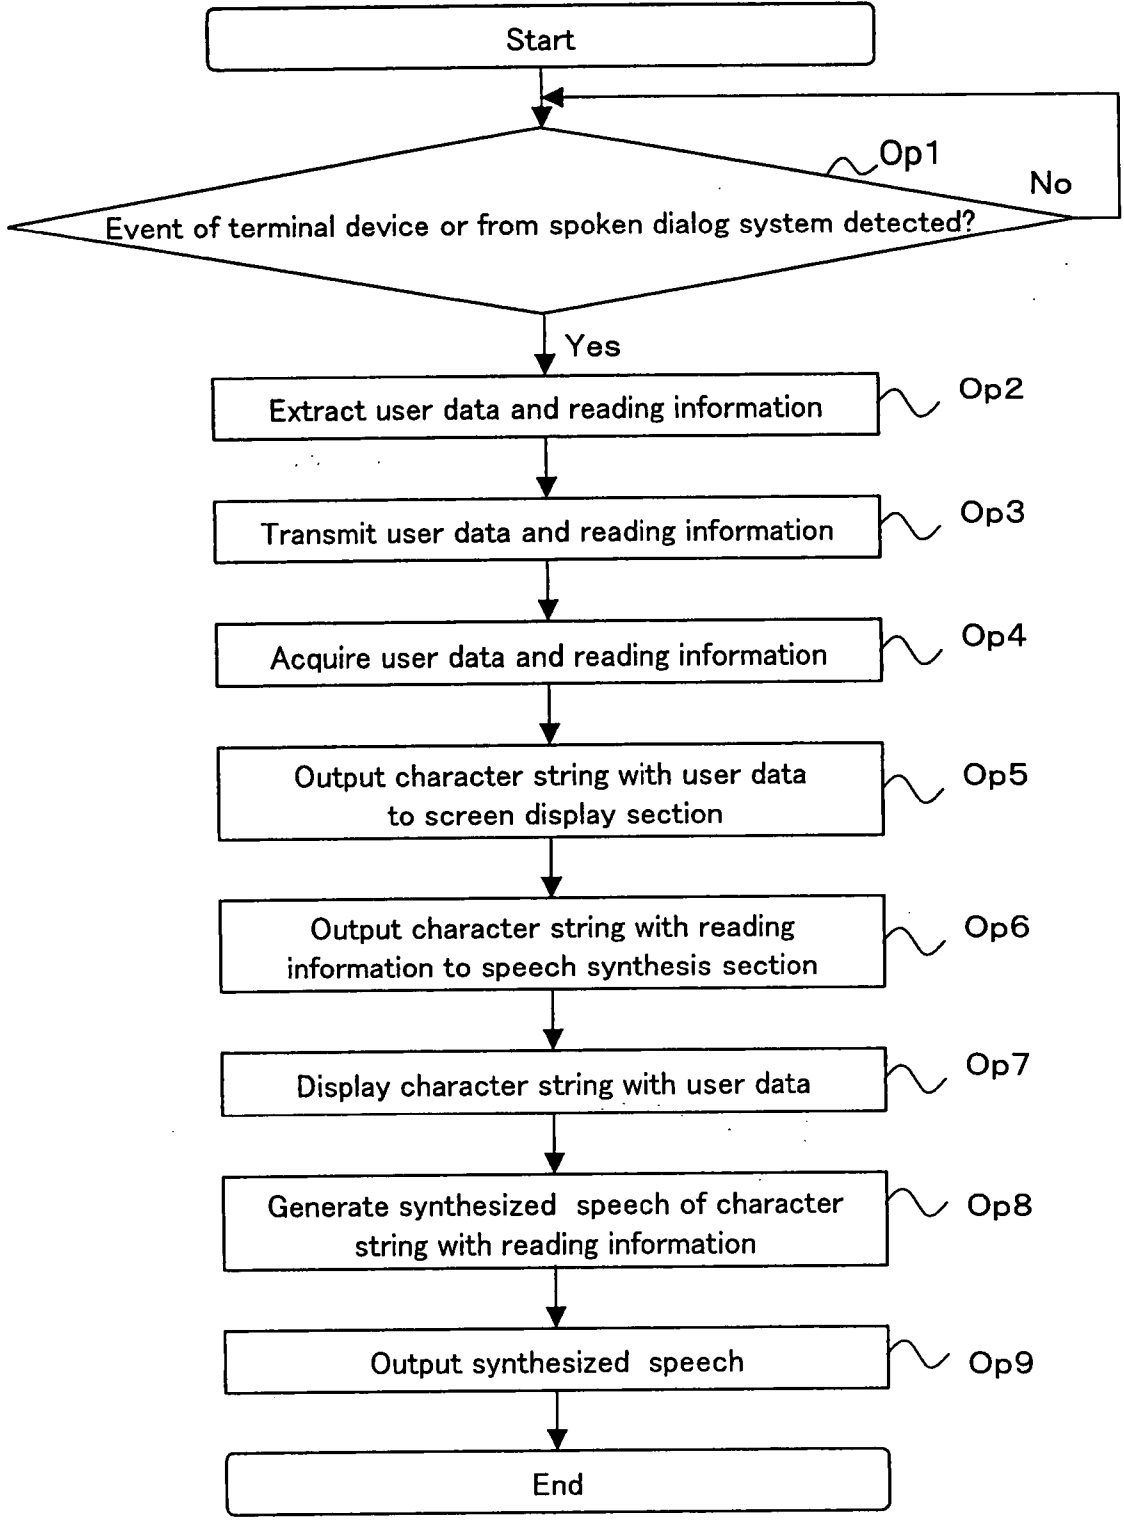 Start
Op1
No
Event of terminal device or from spoken dialog system detected?
Yes
Extract user data and reading information
Op2
Transmit user data and reading information
Op3
Acquire user data and reading information
Op4
Output character string with user data
to screen display section
Op5
Output character string with reading
information to speech synthesis section
Op6
Display character string with user data
Op7
Generate synthesized speech of character
string with reading information
Op8
Output synthesized speech
Op9
End